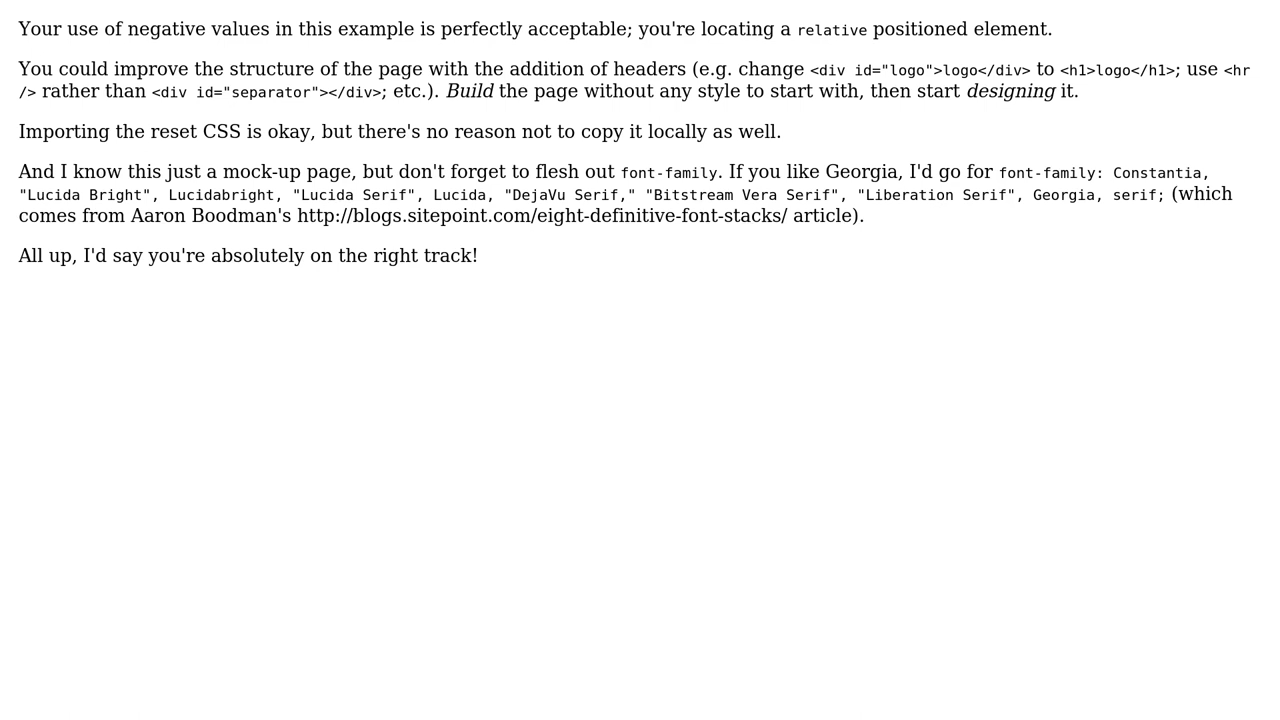 Your use of negative values in this example is perfectly acceptable; you're locating a relative positioned element.
You could improve the structure of the page with the addition of headers (e.g. change <div id="logo">logo</div> to <h1>logo</h1>; use <hr
/> rather than <div id="separator"></div>; etc.). Build the page without any style to start with, then start designing it.
Importing the reset CSS is okay, but there's no reason not to copy it locally as well.
And I know this just a mock-up page, but don't forget to flesh out font-family. If you like Georgia, I'd go for font-family: Constantia,
"Lucida Bright", Lucidabright, "Lucida Serif", Lucida, "DejaVu Serif," "Bitstream Vera Serif", "Liberation Serif", Georgia, serif; (which
comes from Aaron Boodman's http://blogs.sitepoint.com/eight-definitive-font-stacks/ article).
All up, I'd say you're absolutely on the right track!